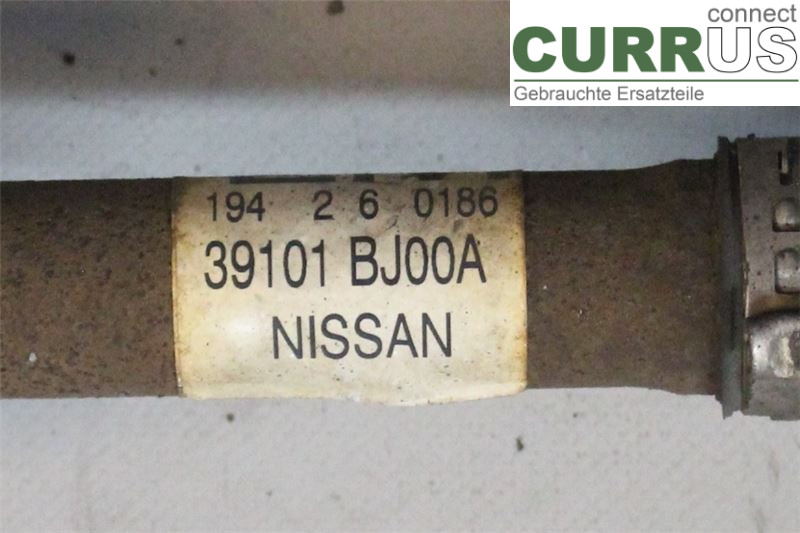 connect
CURRUS
Gebrauchte Ersatzteile
194 2 6 0186
39101 BJ00A
NISSAN